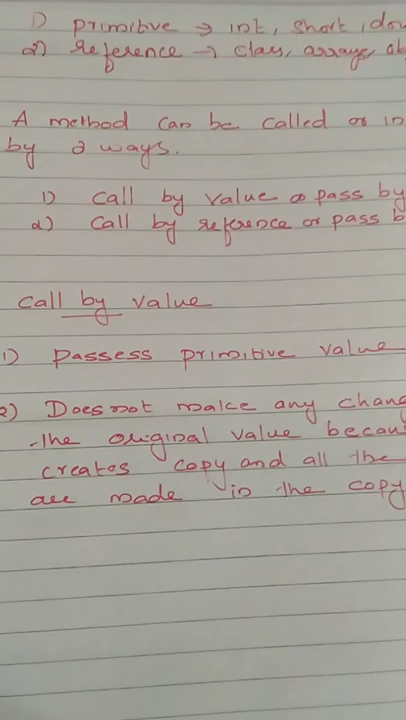 1) primitive → int, short, dou
2) reference → class, arrays, ob
A method can be called or in
by 2 ways.
1) call by value or pass by
2) Call by reference or pass b
Call by value
1) Passess primitive value
2) Does not make any chang
the original value becau
creates copy and all the
are made in the copy